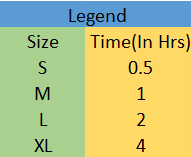 Legend
Size Time(In Hrs)
S 0.5
M 1
L 2
XL 4